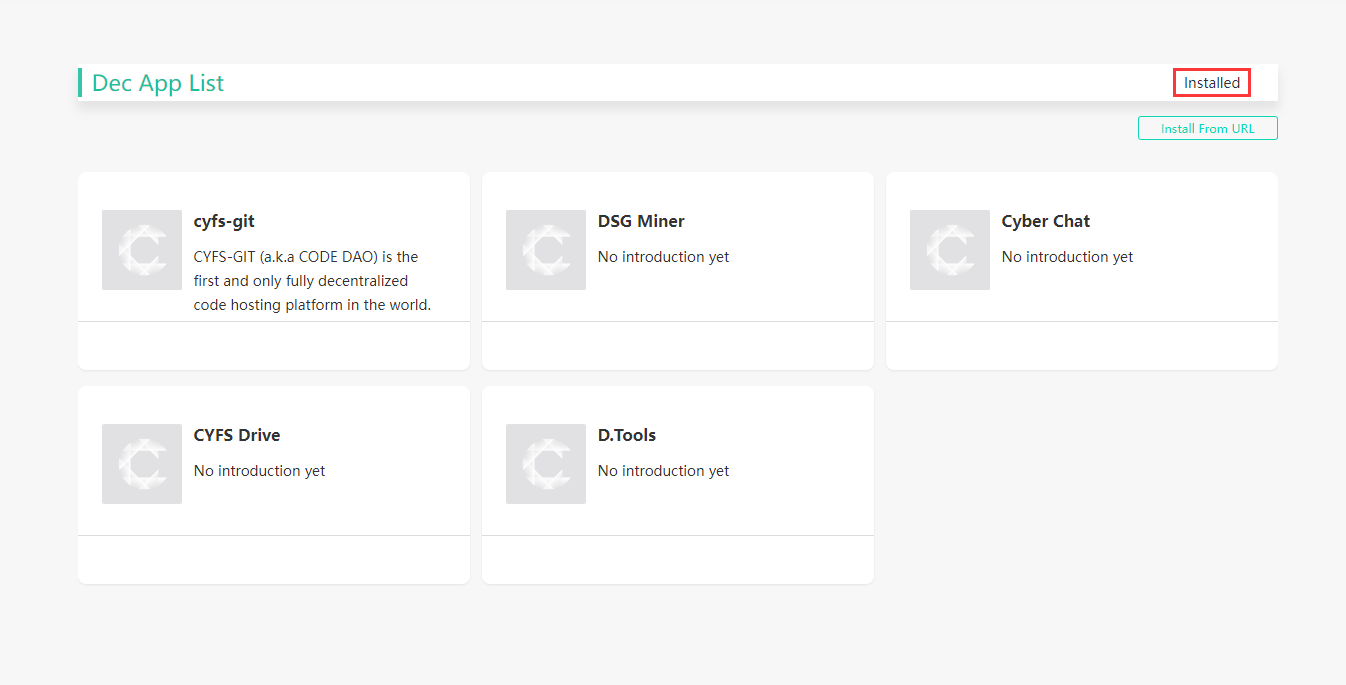 Dec App List
Installed
Install From URL
cyfs-git
CYFS-GIT (a.k.a CODE DAO) is the
first and only fully decentralized
code hosting platform in the world.
DSG Miner
No introduction yet
Cyber Chat
No introduction yet
CYFS Drive
No introduction yet
D.Tools
No introduction yet